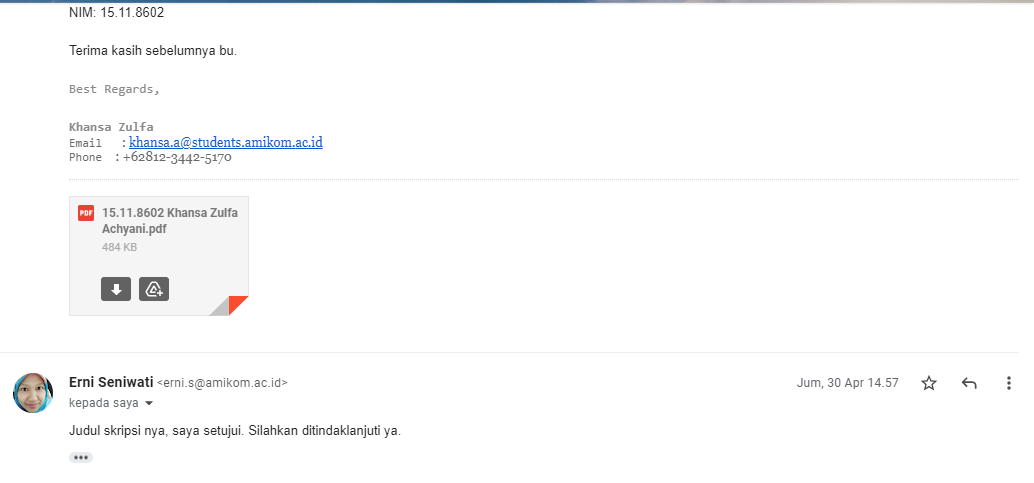 NIM: 15.11.8602
Terima kasih sebelumnya bu.
Best Regards,
Khansa Zulfa
Email : khansa.a@students.amikom.ac.id
Phone : +62812-3442-5170
PDF
15.11.8602 Khansa Zulfa
Achyani.pdf
484 KB
Erni Seniwati <erni.s@amikom.ac.id>
Jum, 30 Apr 14.57
kepada saya
Judul skripsi nya, saya setujui. Silahkan ditindaklanjuti ya.